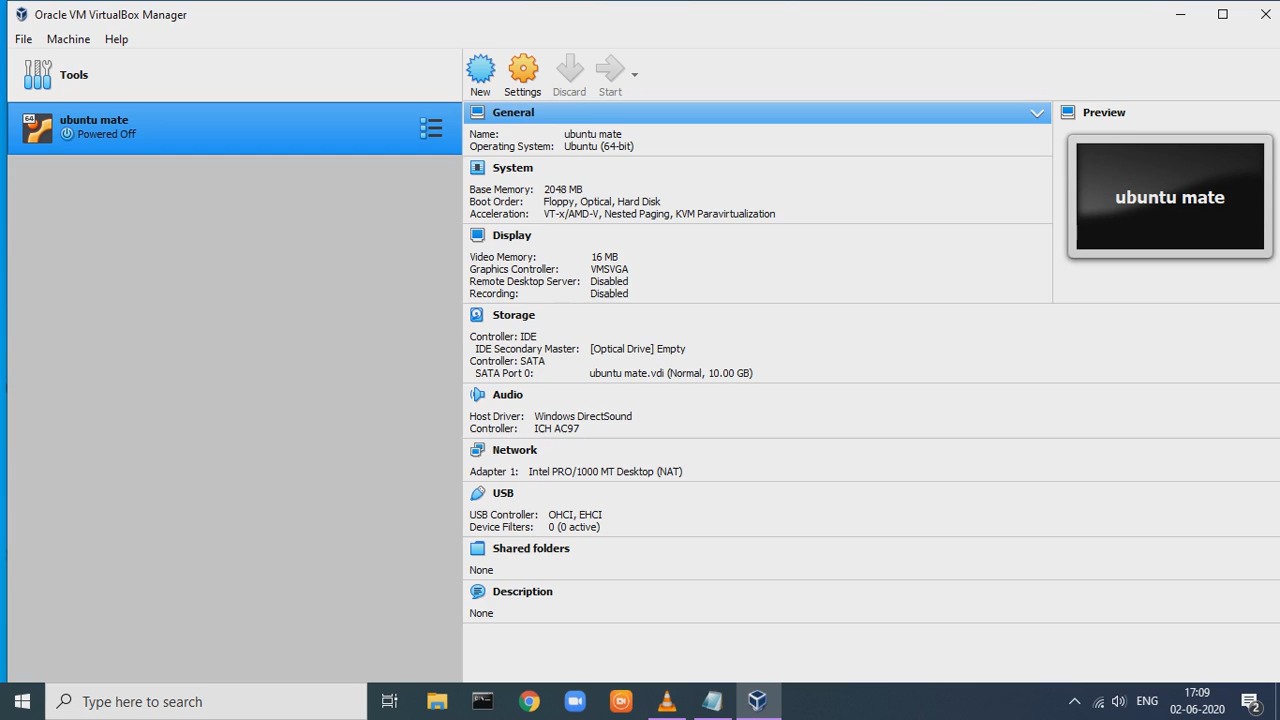 Oracle VM VirtualBox Manager
File Machine Help
Tools
New Settings Discard Start
64
ubuntu mate
Powered Off
General
Name: ubuntu mate
Operating System: Ubuntu (64-bit)
Preview
ubuntu mate
System
Base Memory: 2048 MB
Boot Order: Floppy, Optical, Hard Disk
Acceleration: VT-x/AMD-V, Nested Paging, KVM Paravirtualization
Display
Video Memory: 16 MB
Graphics Controller: VMSVGA
Remote Desktop Server: Disabled
Recording: Disabled
Storage
Controller: IDE
IDE Secondary Master: [Optical Drive] Empty
Controller: SATA
SATA Port 0: ubuntu mate.vdi (Normal, 10.00 GB)
Audio
Host Driver: Windows DirectSound
Controller: ICH AC97
Network
Adapter 1: Intel PRO/1000 MT Desktop (NAT)
USB
USB Controller: OHCI, EHCI
Device Filters: 0 (0 active)
Shared folders
None
Description
None
Type here to search
ENG
17:09
02-06-2020
2